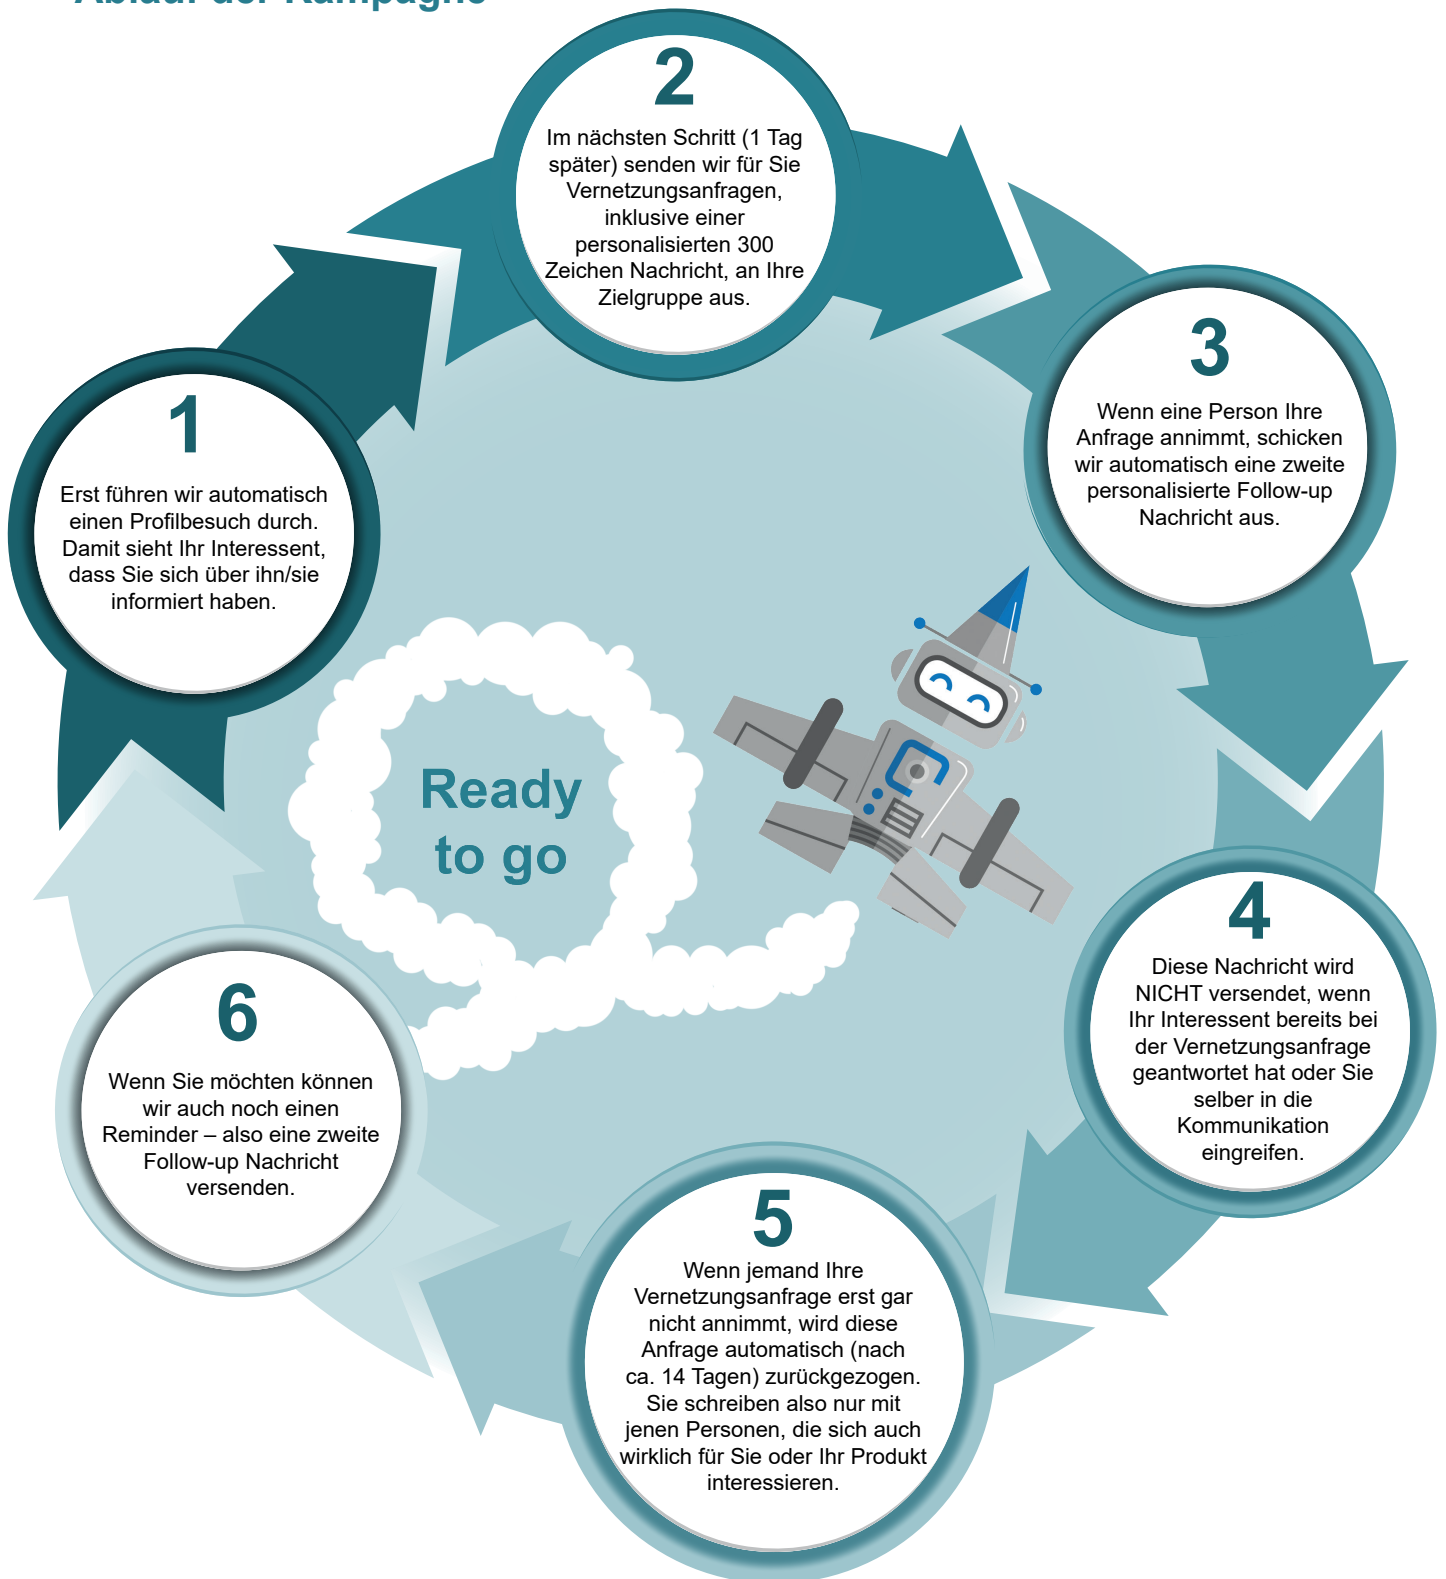 Ablauf der Kampagne
2
Im nächsten Schritt (1 Tag
später) senden wir für Sie
Vernetzungsanfragen,
inklusive einer
personalisierten 300
Zeichen Nachricht, an Ihre
Zielgruppe aus.
3
Wenn eine Person Ihre
Anfrage annimmt, schicken
wir automatisch eine zweite
personalisierte Follow-up
Nachricht aus.
1
Erst führen wir automatisch
einen Profilbesuch durch.
Damit sieht Ihr Interessent,
dass Sie sich über ihn/sie
informiert haben.
Ready
to go
4
Diese Nachricht wird
NICHT versendet, wenn
Ihr Interessent bereits bei
der Vernetzungsanfrage
geantwortet hat oder Sie
selber in die
Kommunikation
eingreifen.
6
Wenn Sie möchten können
wir auch noch einen
Reminder – also eine zweite
Follow-up Nachricht
versenden.
5
Wenn jemand Ihre
Vernetzungsanfrage erst gar
nicht annimmt, wird diese
Anfrage automatisch (nach
ca. 14 Tagen) zurückgezogen.
Sie schreiben also nur mit
jenen Personen, die sich auch
wirklich für Sie oder Ihr Produkt
interessieren.